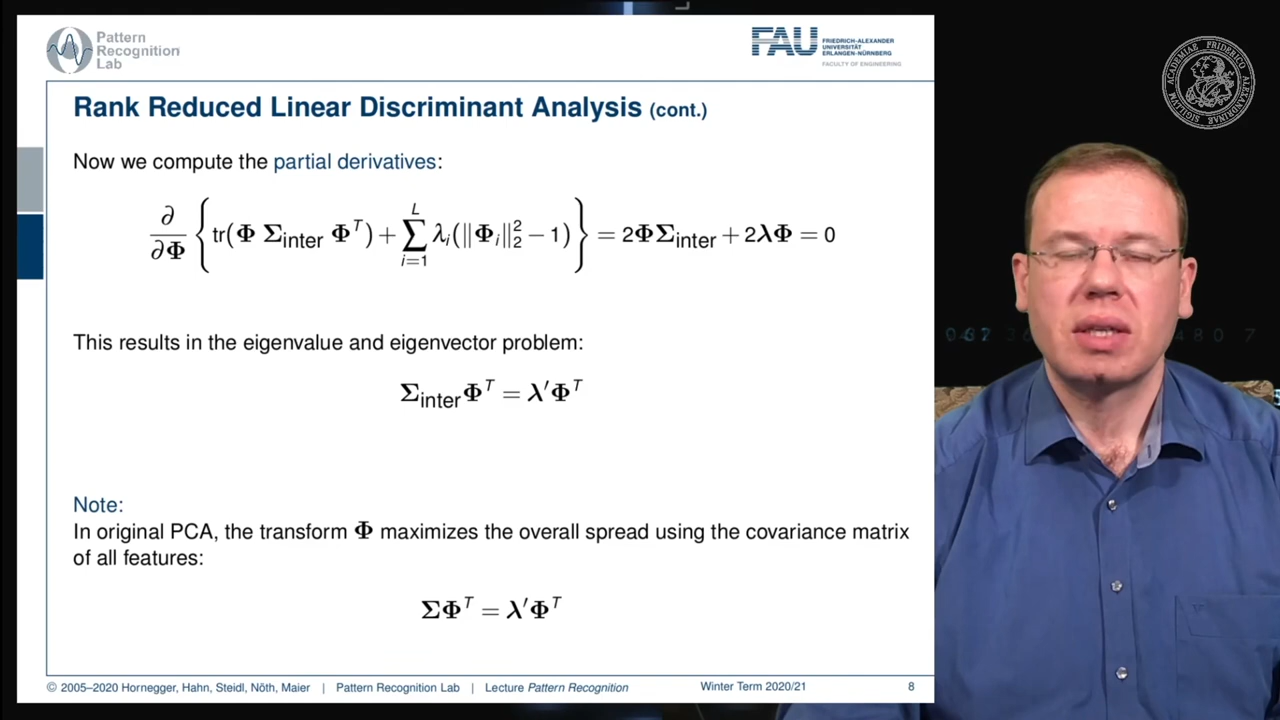 Pattern
Recognition
Lab
FAU
FRIEDRICH-ALEXANDER
UNIVERSITÄT
ERLANGEN-NÜRNBERG
FACULTY OF ENGINEERING
Rank Reduced Linear Discriminant Analysis (cont.)
Now we compute the partial derivatives:
∂/∂Φ { tr(Φ Σ_inter Φ^T) + ∑_{i=1}^{L} λ_i(‖Φ_i‖_2^2 − 1) } = 2ΦΣ_inter + 2λΦ = 0
This results in the eigenvalue and eigenvector problem:
Σ_inter Φ^T = λ′Φ^T
Note:
In original PCA, the transform Φ maximizes the overall spread using the covariance matrix
of all features:
ΣΦ^T = λ′Φ^T
© 2005–2020 Hornegger, Hahn, Steidl, Nöth, Maier | Pattern Recognition Lab | Lecture Pattern Recognition Winter Term 2020/21 8